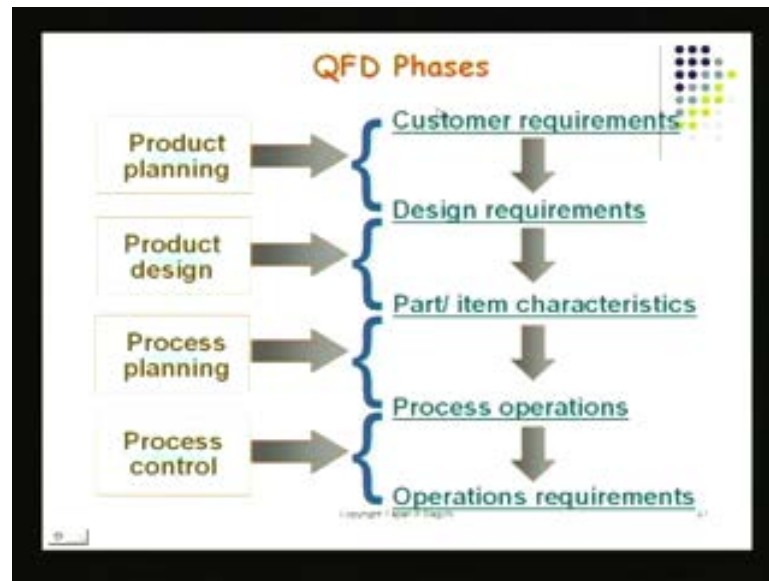 QFD Phases
Customer requirements
Product
planning
Design requirements
Product
design
Part/ item characteristics
Process
planning
Process operations
Process
control
Operations requirements